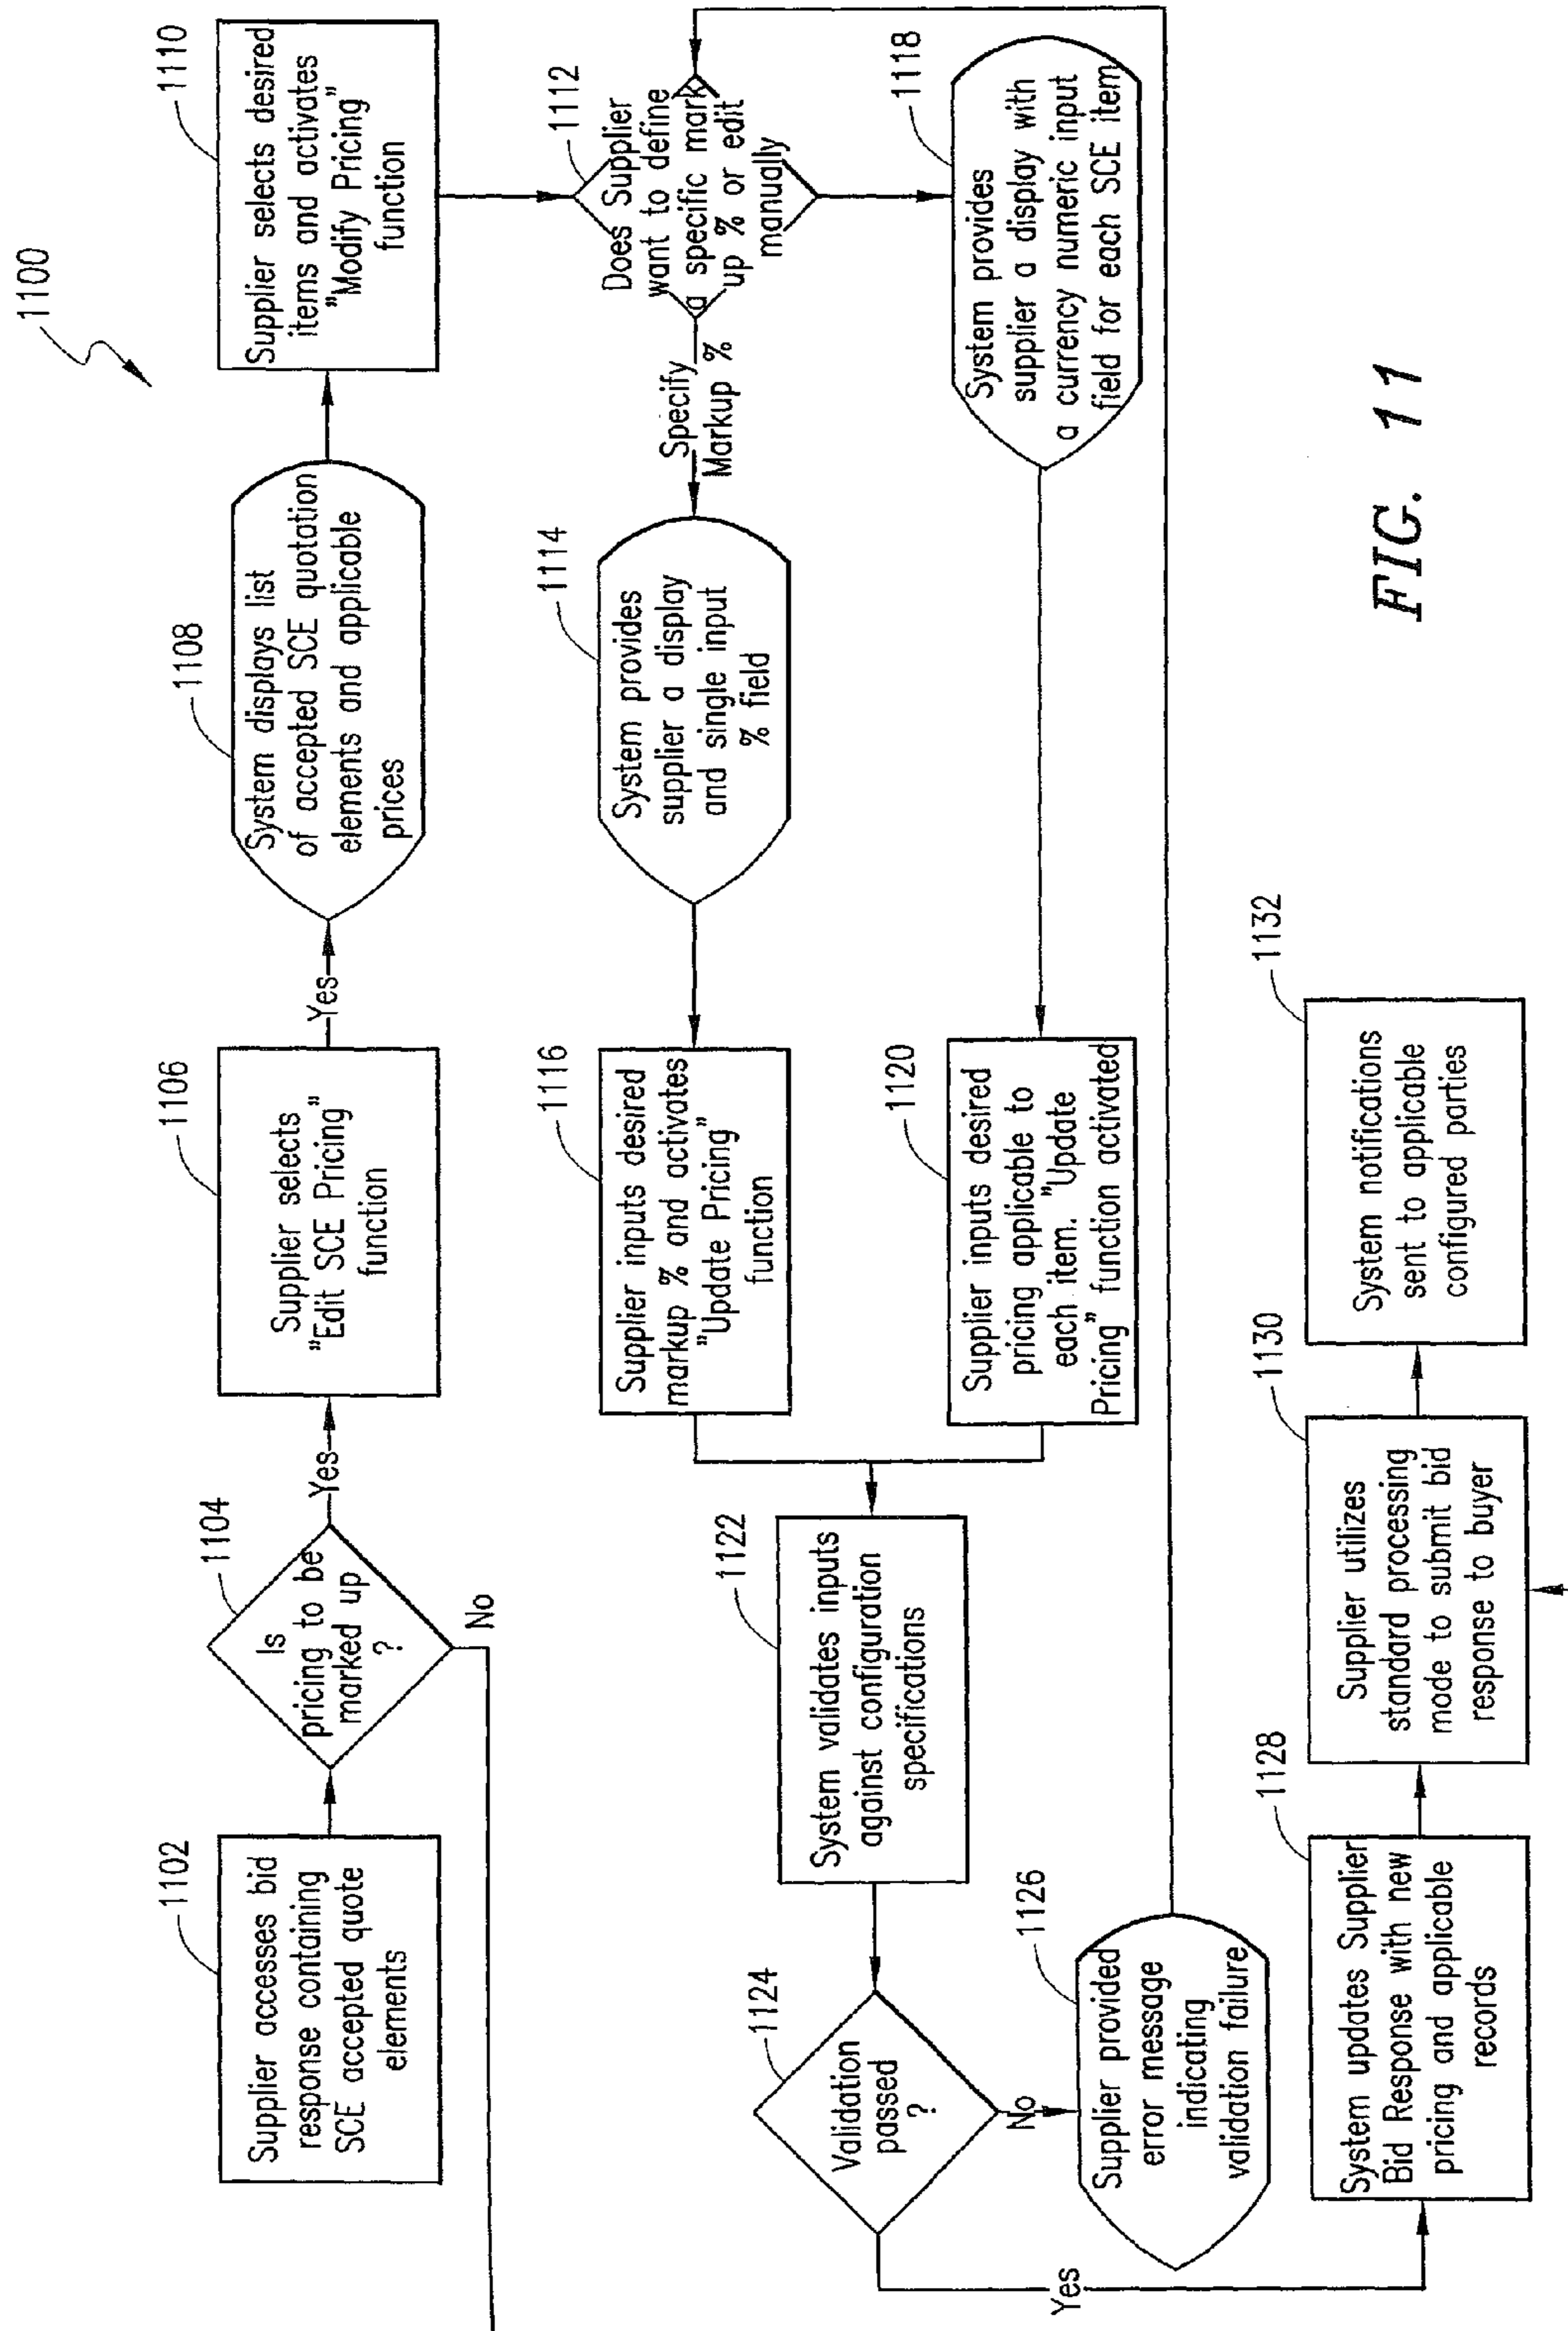 1100
1102
Supplier accesses bid
response containing
SCE accepted quote
elements
1104
Is
pricing to be
marked up
?
Yes
No
1106
Supplier selects
"Edit SCE Pricing"
function
Yes
1108
System displays list
of accepted SCE quotation
elements and applicable
prices
1110
Supplier selects desired
items and activates
"Modify Pricing"
function
1112
Does Supplier
want to define
a specific mark
up % or edit
manually
Specify
Markup %
1114
System provides
supplier a display
and single input
% field
1116
Supplier inputs desired
markup % and activates
"Update Pricing"
function
1118
System provides
supplier a display with
a currency numeric input
field for each SCE item
1120
Supplier inputs desired
pricing applicable to
each item. "Update
Pricing" function activated
1122
System validates inputs
against configuration
specifications
1124
Validation
passed
?
No
Yes
1126
Supplier provided
error message
indicating
validation failure
1128
System updates Supplier
Bid Response with new
pricing and applicable
records
1130
Supplier utilizes
standard processing
mode to submit bid
response to buyer
1132
System notifications
sent to applicable
configured parties
FIG. 11